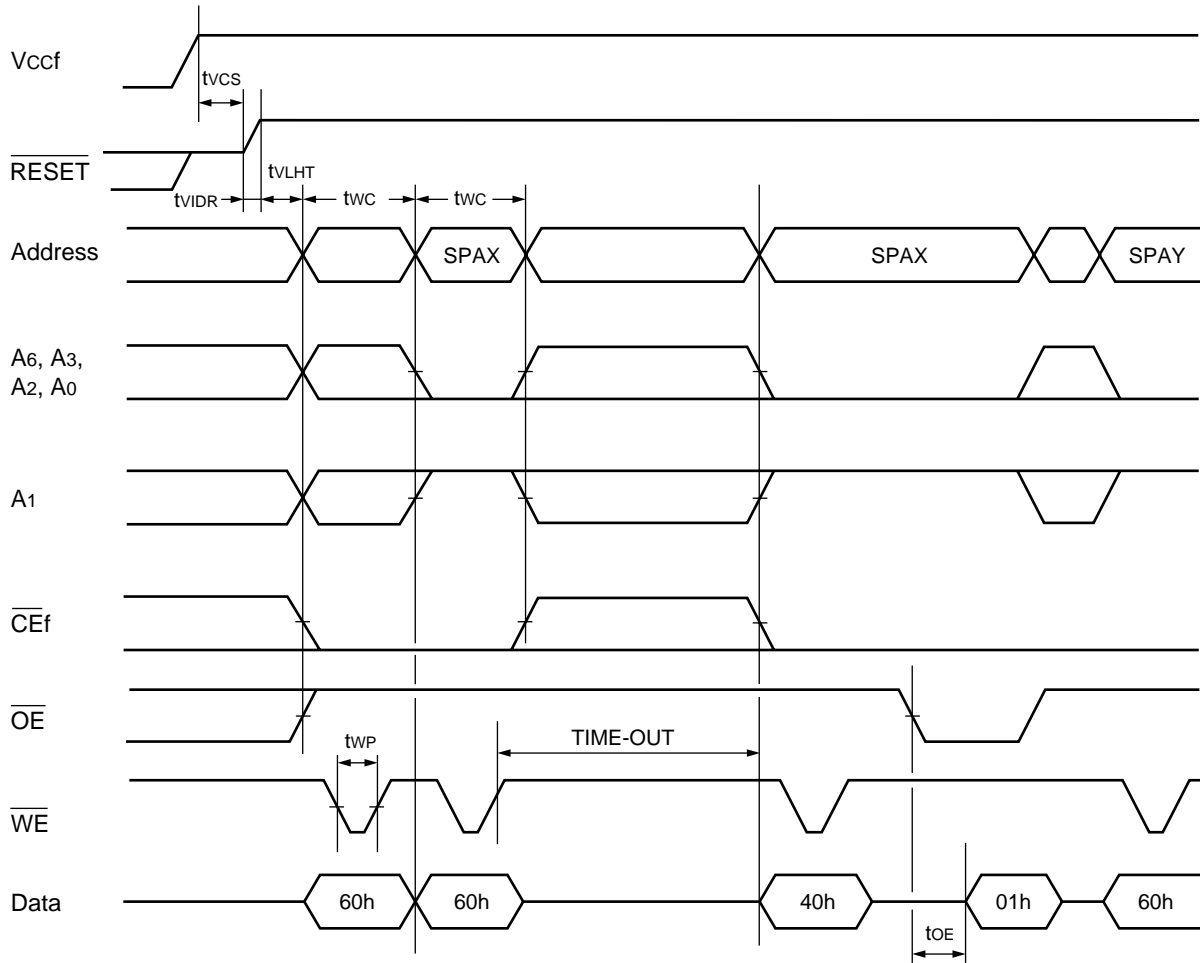 VCCf
tVCS
RESET
tVLHT
tVIDR
tWC
tWC
Address
SPAX
SPAX
SPAY
A6, A3,
A2, A0
A1
CEf
OE
tWP
TIME-OUT
WE
Data
60h
60h
40h
01h
60h
tOE